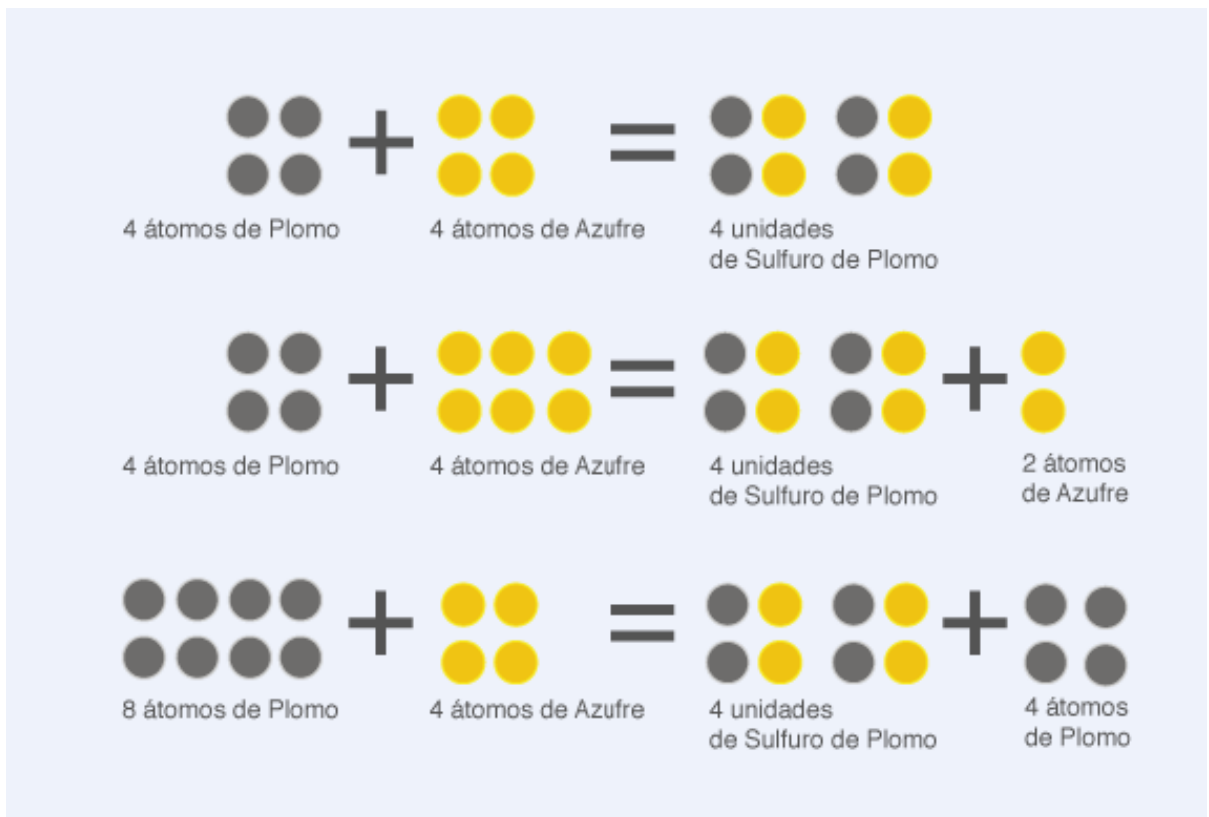 4 átomos de Plomo
4 átomos de Azufre
4 unidades
de Sulfuro de Plomo
4 átomos de Plomo
4 átomos de Azufre
4 unidades
de Sulfuro de Plomo
2 átomos
de Azufre
8 átomos de Plomo
4 átomos de Azufre
4 unidades
de Sulfuro de Plomo
4 átomos
de Plomo